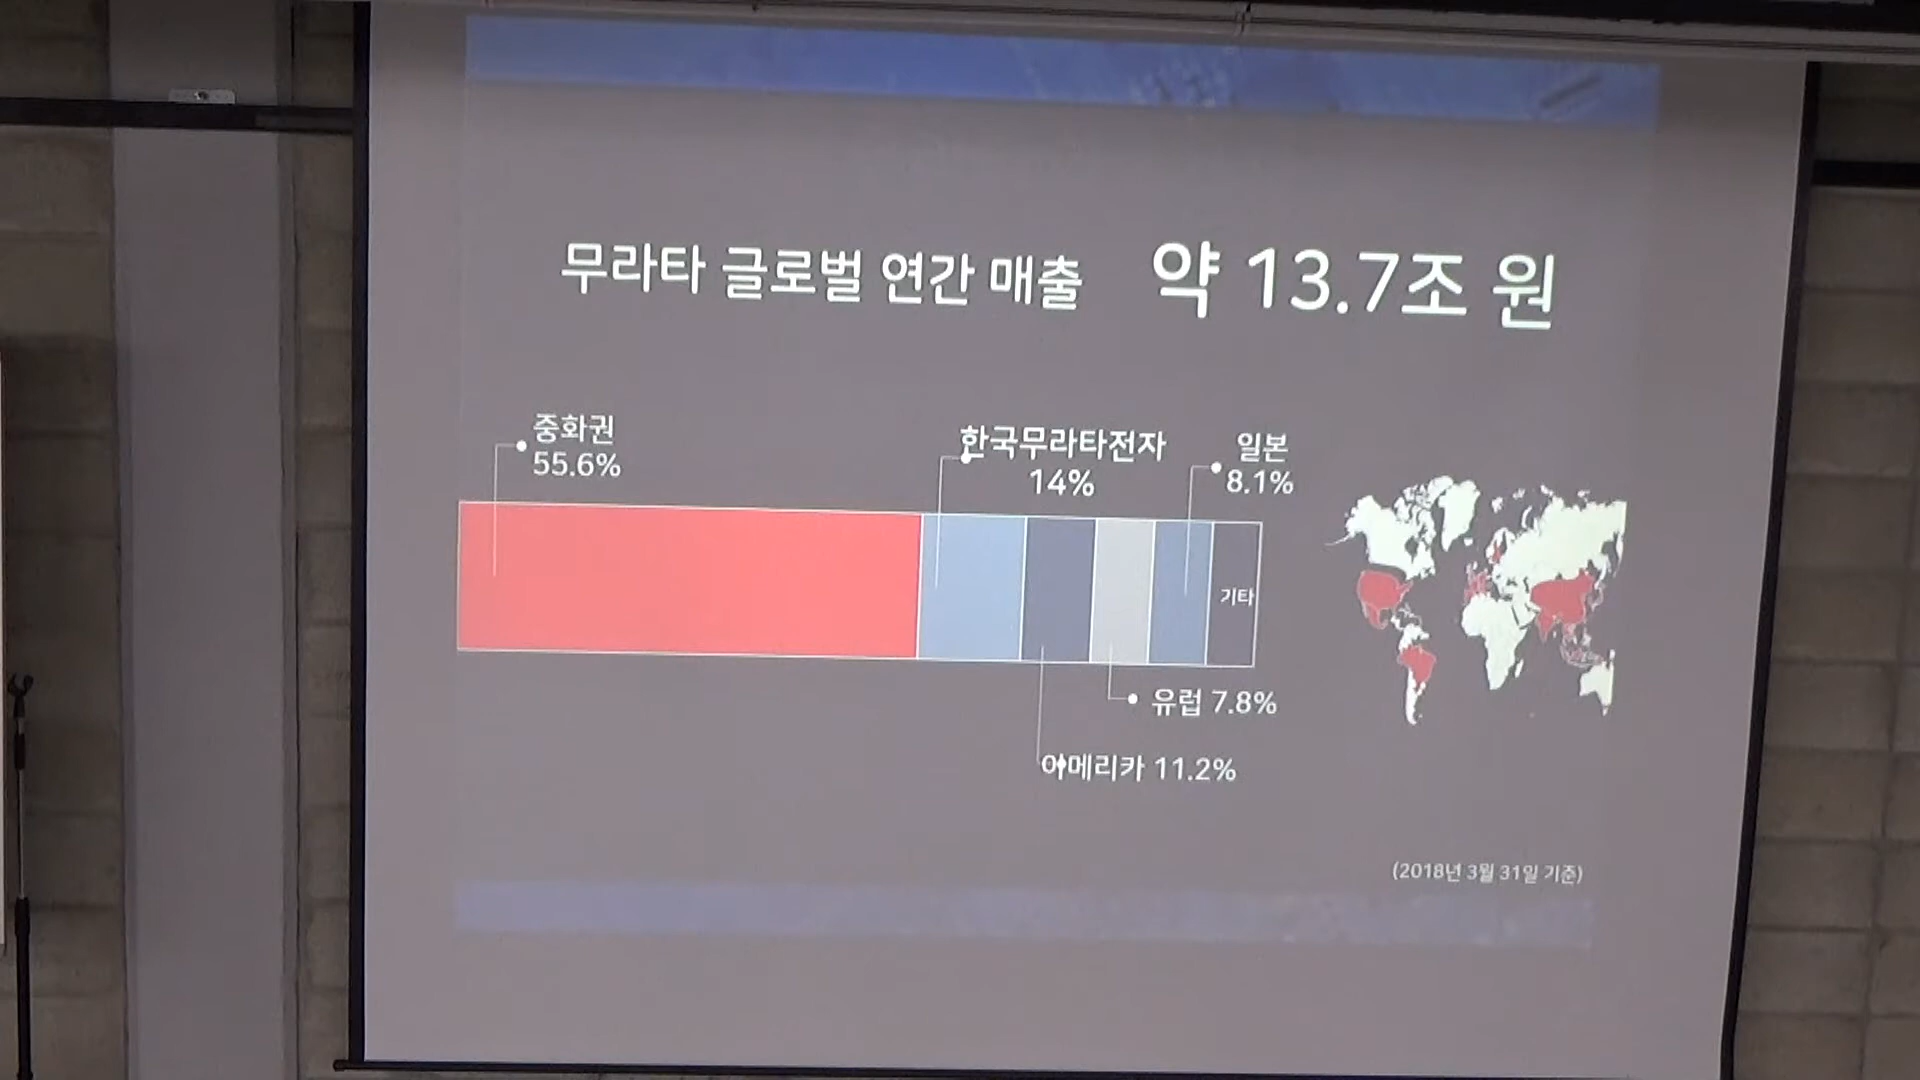 무라타 글로벌 연간 매출 약 13.7조 원
중화권
55.6%
한국무라타전자
14%
일본
8.1%
기타
유럽 7.8%
아메리카 11.2%
(2018년 3월 31일 기준)